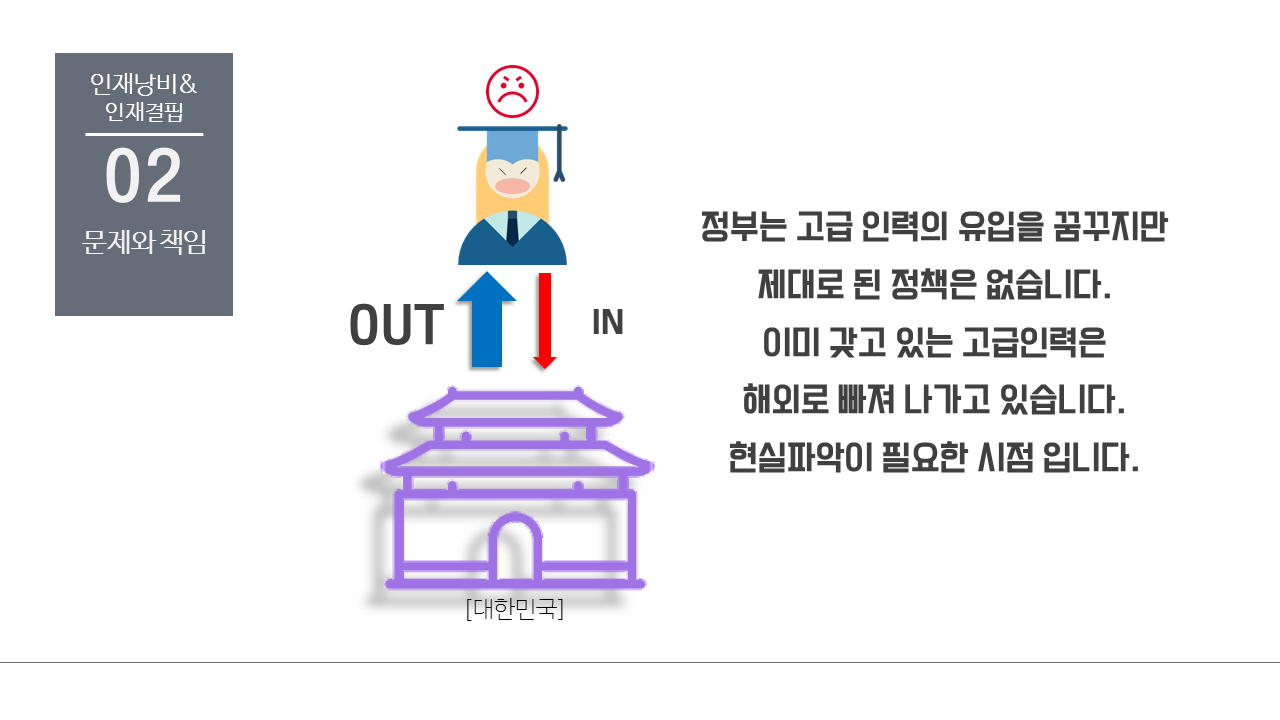 인재낭비&
인재결핍
02
문제와 책임
OUT
IN
[대한민국]
정부는 고급 인력의 유입을 꿈꾸지만
제대로 된 정책은 없습니다.
이미 갖고 있는 고급인력은
해외로 빠져 나가고 있습니다.
현실파악이 필요한 시점 입니다.